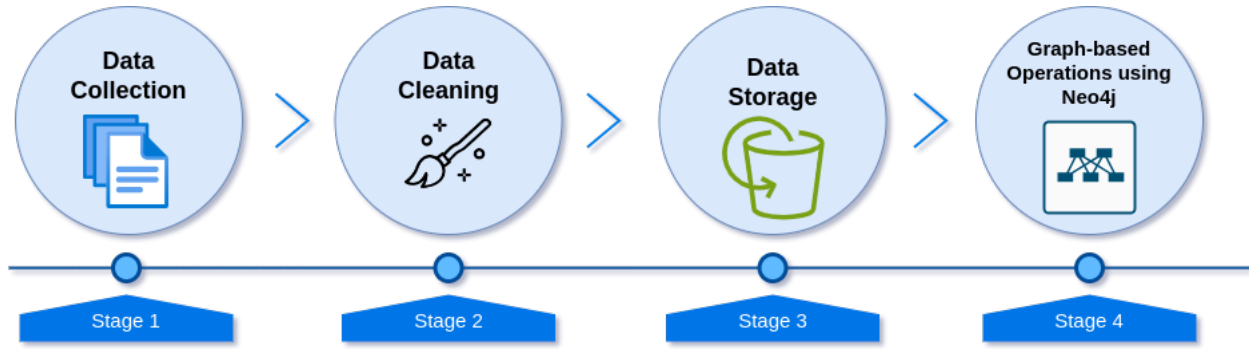 Data
Collection
Data
Cleaning
Data
Storage
Graph-based
Operations using
Neo4j
Stage 1
Stage 2
Stage 3
Stage 4